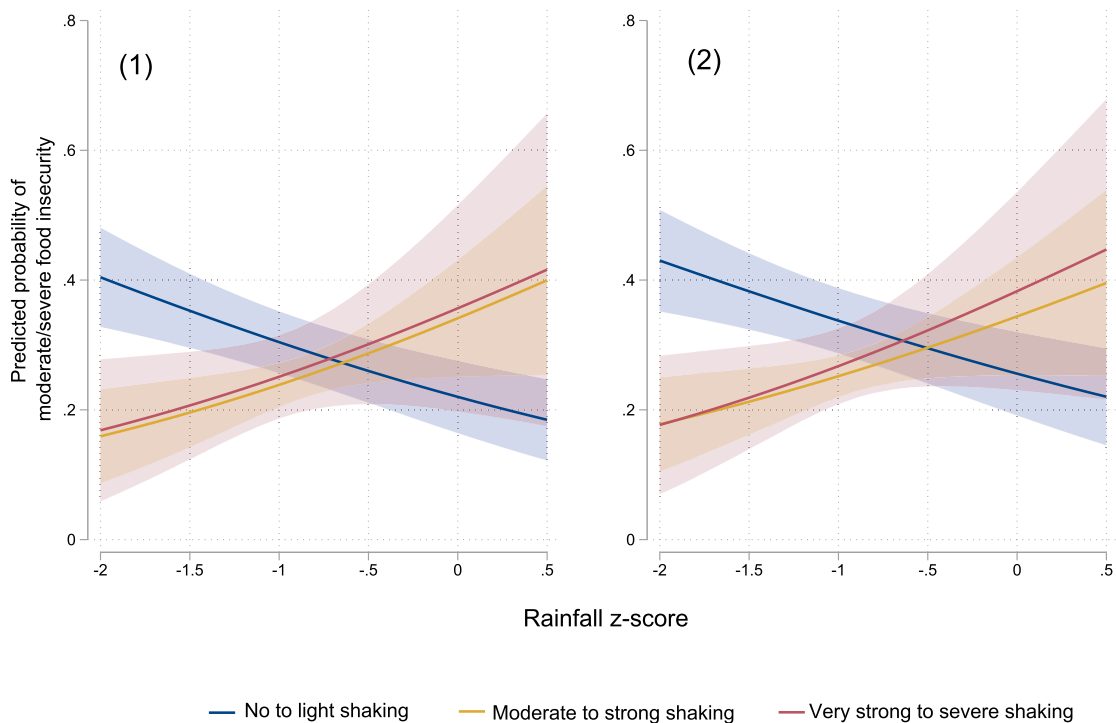 (1)
(2)
Predicted probability of
moderate/severe food insecurity
.8
.6
.4
.2
0
-2 -1.5 -1 -.5 0 .5
.8
.6
.4
.2
0
-2 -1.5 -1 -.5 0 .5
Rainfall z-score
No to light shaking
Moderate to strong shaking
Very strong to severe shaking